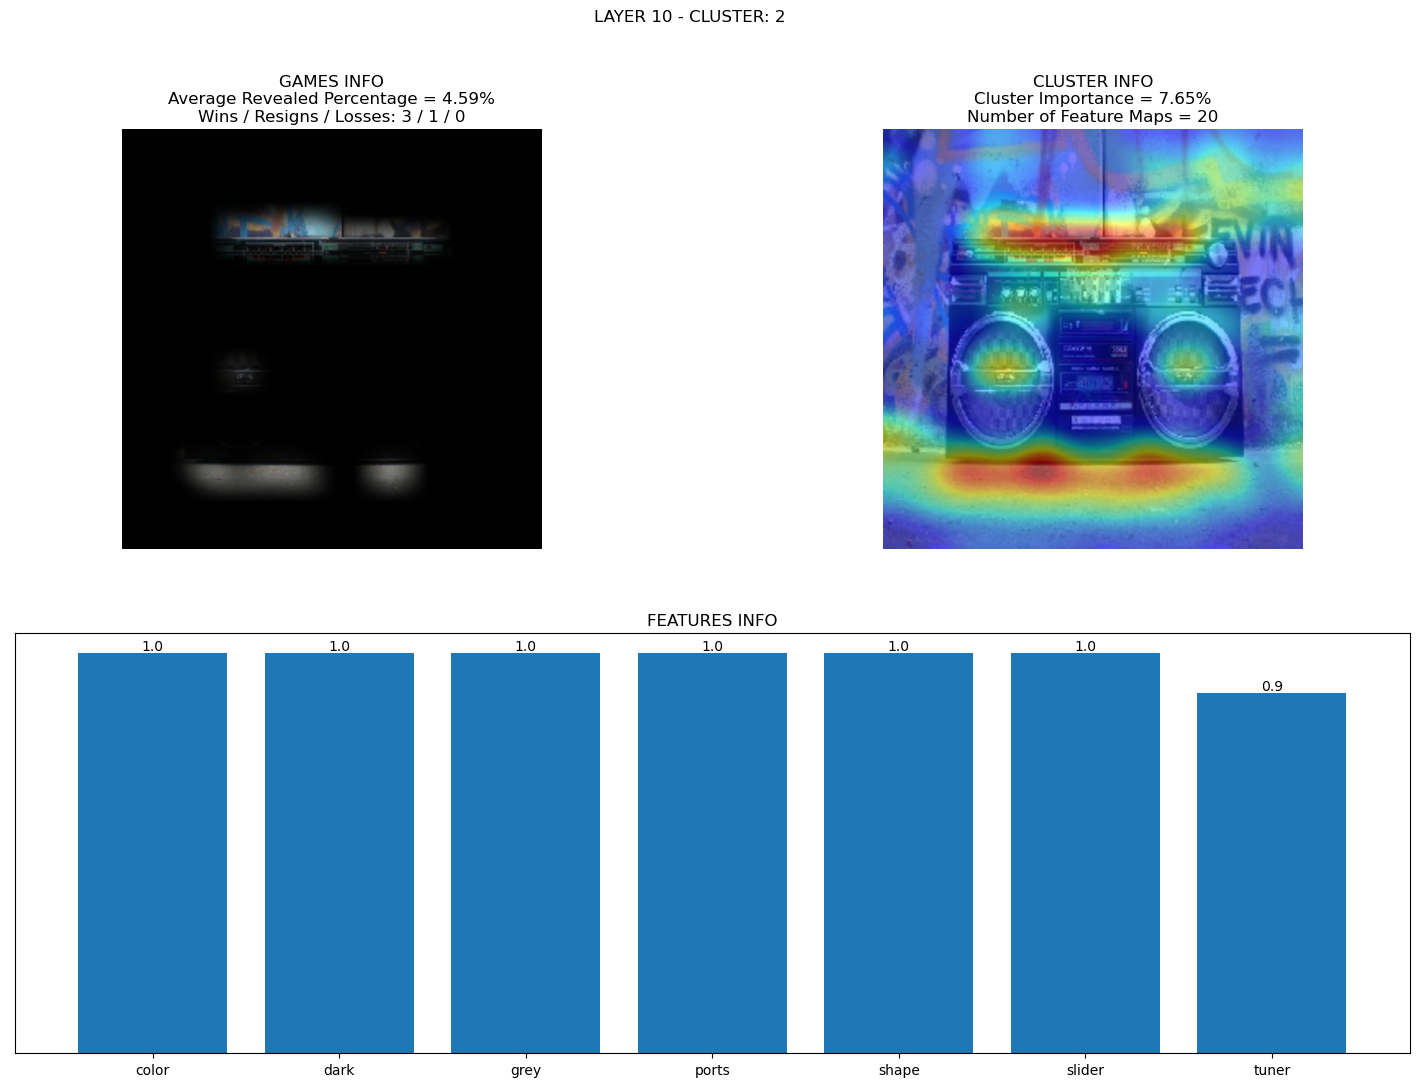 LAYER 10 - CLUSTER: 2
GAMES INFO
Average Revealed Percentage = 4.59%
Wins / Resigns / Losses: 3 / 1 / 0
CLUSTER INFO
Cluster Importance = 7.65%
Number of Feature Maps = 20
EVIN
ECH
FEATURES INFO
1.0
1.0
1.0
1.0
1.0
1.0
0.9
color
dark
grey
ports
shape
slider
tuner